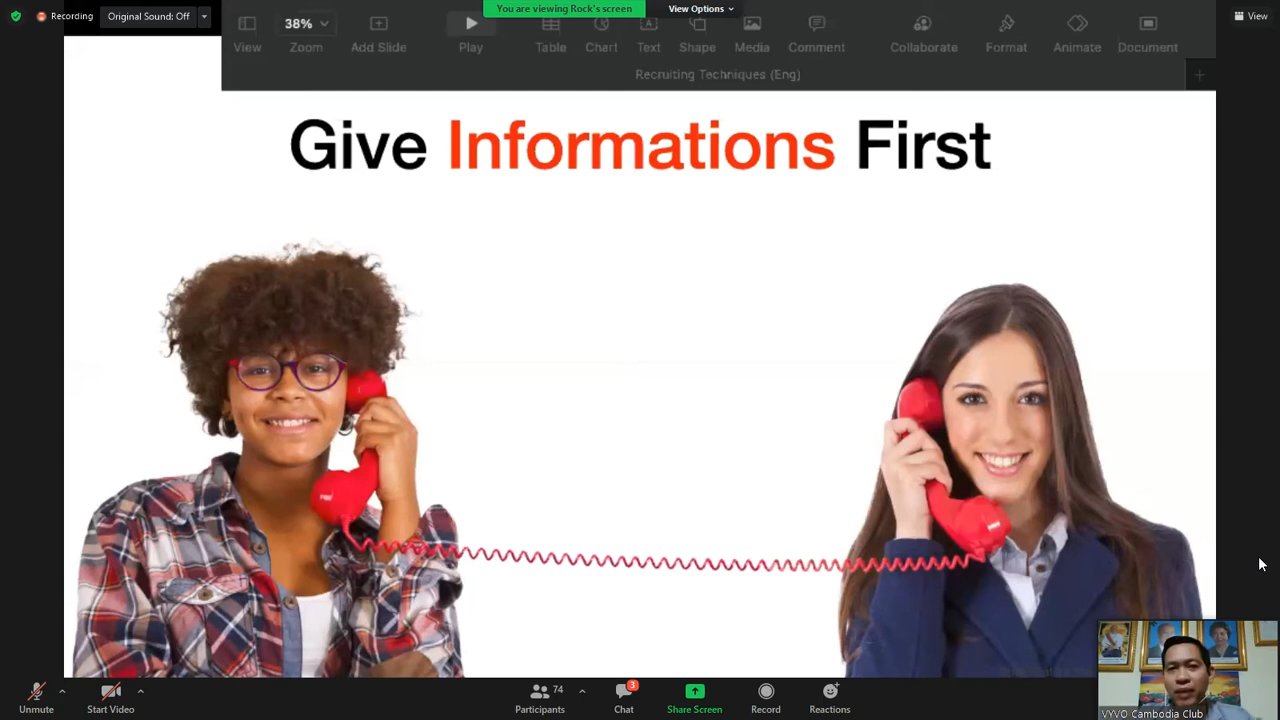 Recording
Original Sound: Off
You are viewing Rock's screen
View Options
View
38%
View
Zoom
Add Slide
Play
Table
Chart
Text
Shape
Media
Comment
Collaborate
Format
Animate
Document
Recruiting Techniques (Eng)
Give Informations First
VYVO Cambodia Club
Unmute
Start Video
74
Participants
3
Chat
Share Screen
Record
Reactions